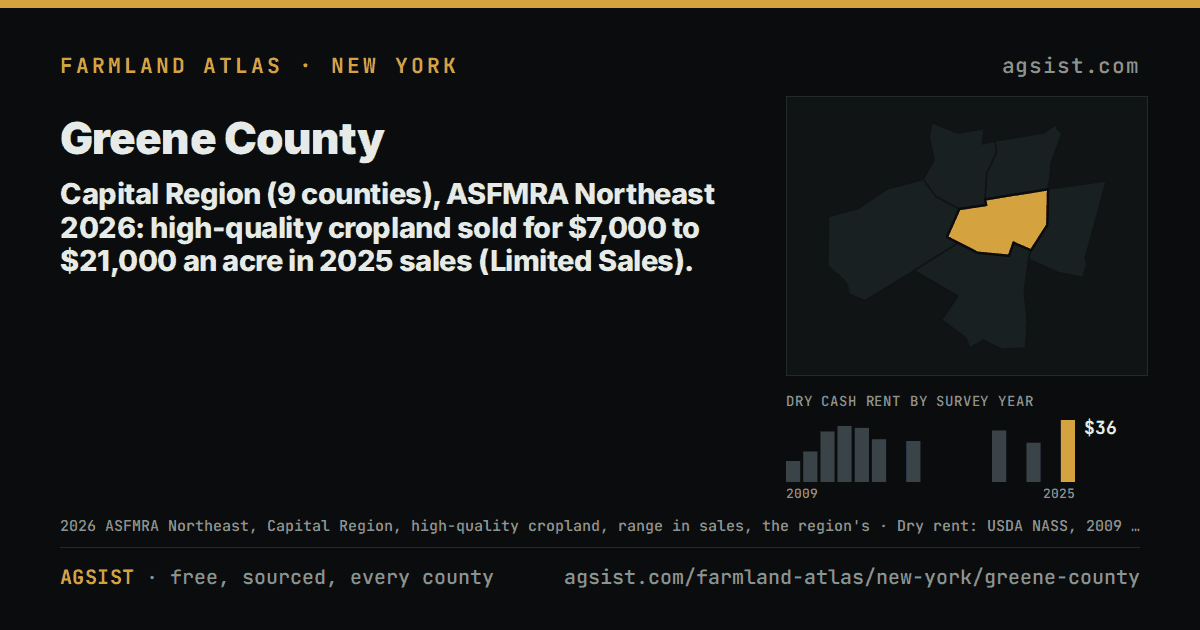 FARMLAND ATLAS · NEW YORK
agsist.com
Greene County
Capital Region (9 counties), ASFMRA Northeast
2026: high-quality cropland sold for $7,000 to
$21,000 an acre in 2025 sales (Limited Sales).
DRY CASH RENT BY SURVEY YEAR
$36
2009
2025
2026 ASFMRA Northeast, Capital Region, high-quality cropland, range in sales, the region's · Dry rent: USDA NASS, 2009 …
AGSIST · free, sourced, every county
agsist.com/farmland-atlas/new-york/greene-county